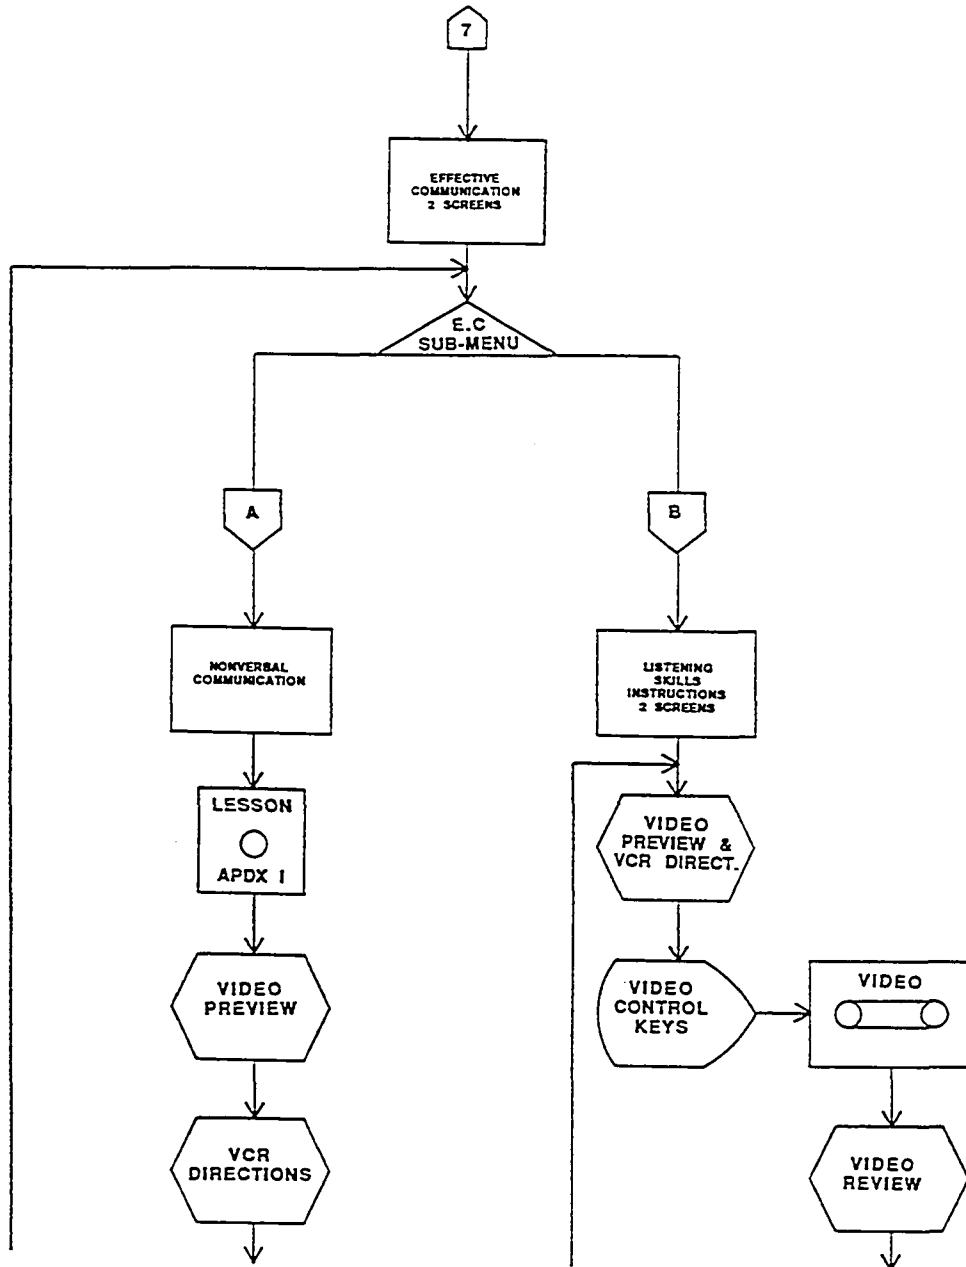 7
EFFECTIVE
COMMUNICATION
2 SCREENS
E.C
SUB-MENU
A
B
NONVERBAL
COMMUNICATION
LISTENING
SKILLS
INSTRUCTIONS
2 SCREENS
LESSON
APDX I
VIDEO
PREVIEW &
VCR DIRECT.
VIDEO
PREVIEW
VIDEO
CONTROL
KEYS
VIDEO
VCR
DIRECTIONS
VIDEO
REVIEW